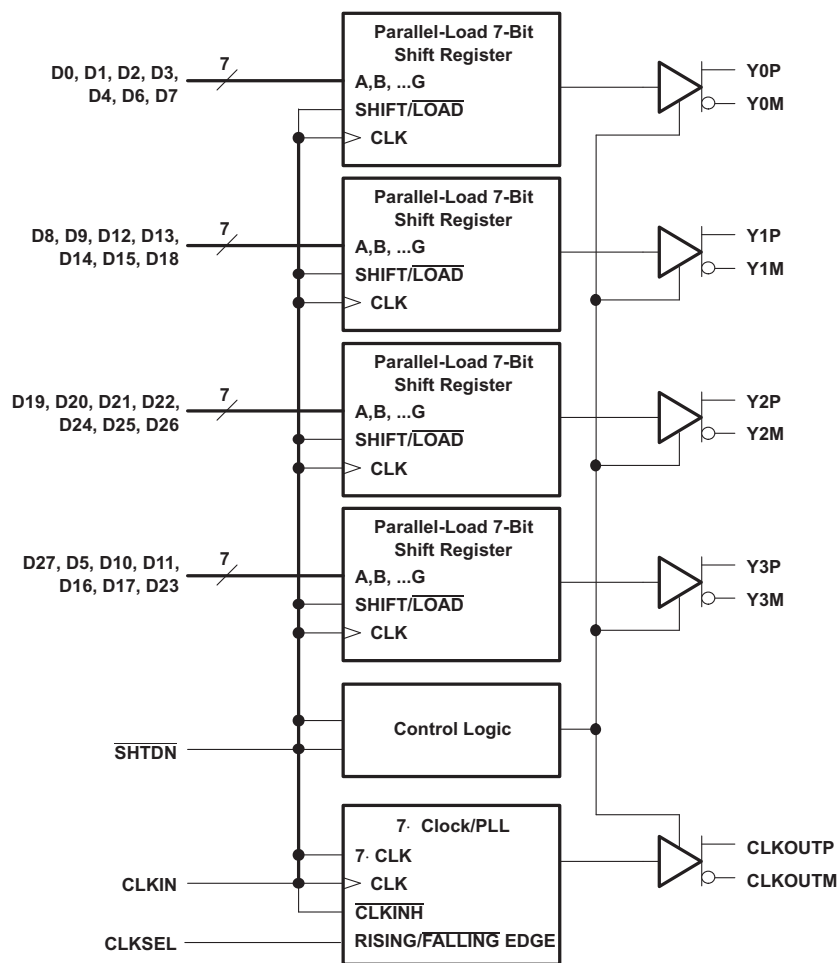 Parallel-Load 7-Bit
Shift Register
D0, D1, D2, D3,
D4, D6, D7
7
A,B, ...G
SHIFT/LOAD
CLK
Y0P
Y0M
Parallel-Load 7-Bit
Shift Register
D8, D9, D12, D13,
D14, D15, D18
7
A,B, ...G
SHIFT/LOAD
CLK
Y1P
Y1M
Parallel-Load 7-Bit
Shift Register
D19, D20, D21, D22,
D24, D25, D26
7
A,B, ...G
SHIFT/LOAD
CLK
Y2P
Y2M
Parallel-Load 7-Bit
Shift Register
D27, D5, D10, D11,
D16, D17, D23
7
A,B, ...G
SHIFT/LOAD
CLK
Y3P
Y3M
SHTDN
Control Logic
7· Clock/PLL
7· CLK
CLKIN
CLK
CLKINH
CLKSEL
RISING/FALLING EDGE
CLKOUTP
CLKOUTM